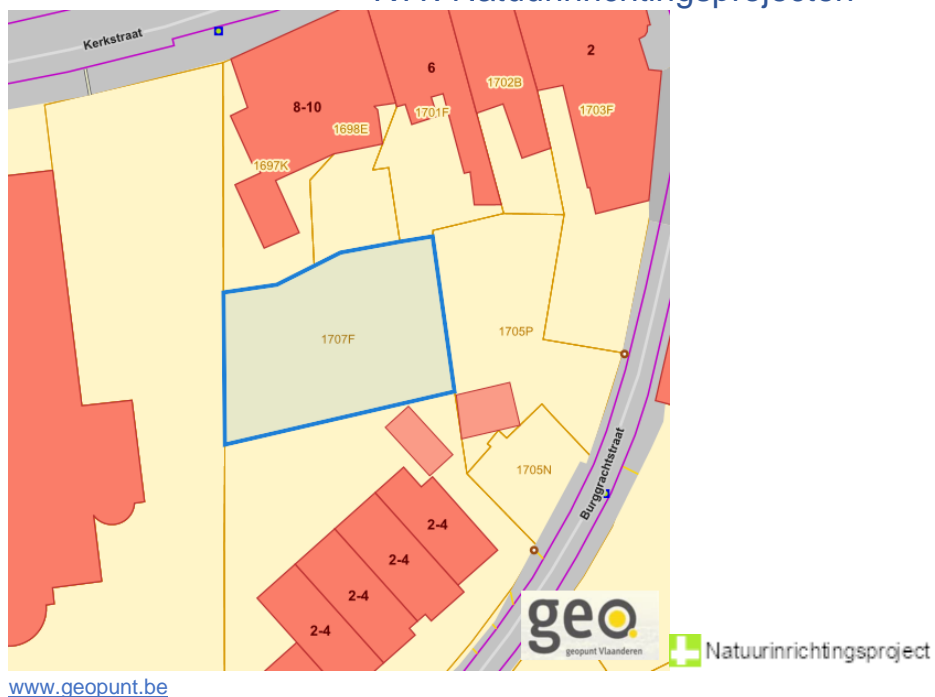 Kerkstraat
2
6
1702B
8-10
1701F
1703F
1698E
1697K
1707F
1705P
1705N
Burggrachtstraat
2-4
2-4
2-4
2-4
geo.
geopunt Vlaanderen
Natuurinrichtingsproject
www.geopunt.be